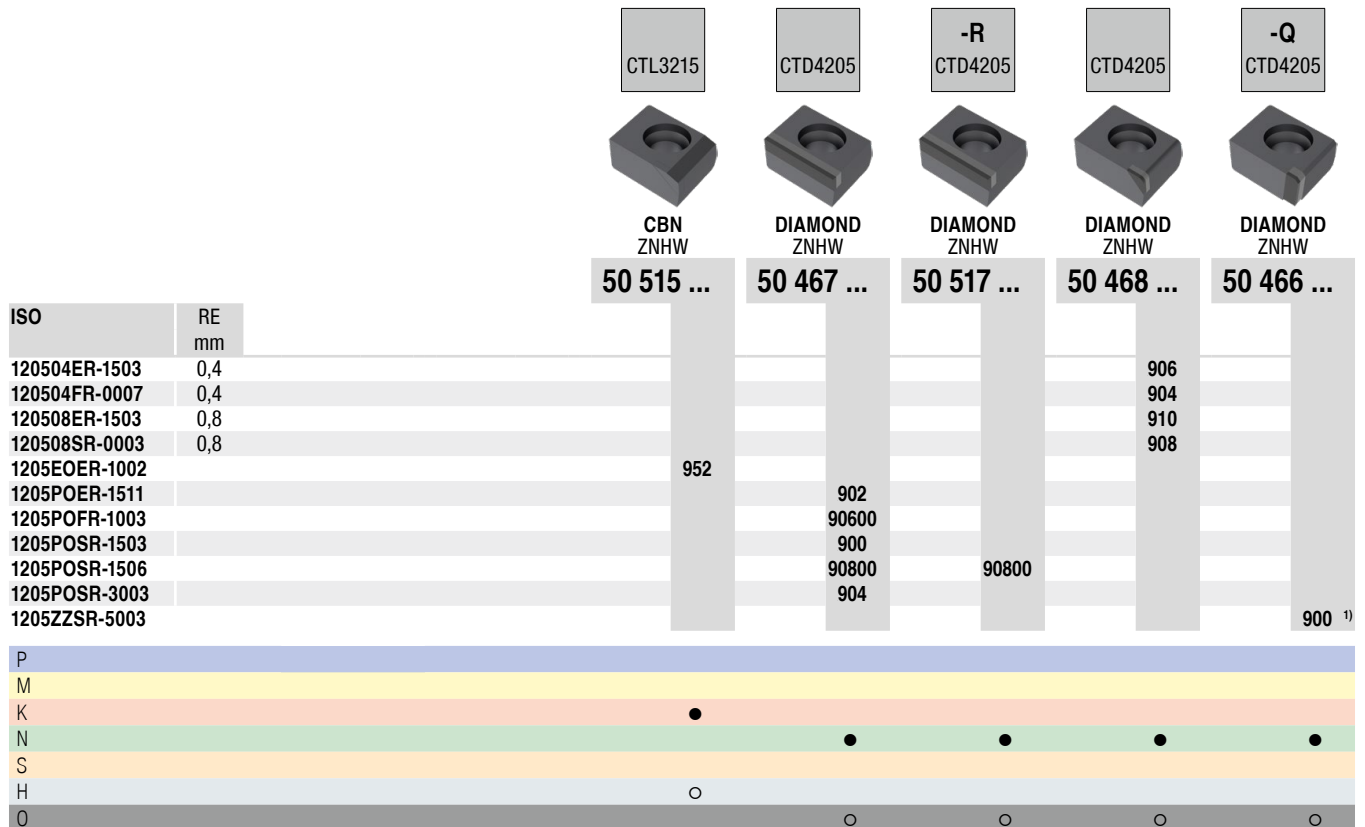 -R -Q
CTL3215 CTD4205 CTD4205 CTD4205 CTD4205
CBN DIAMOND DIAMOND DIAMOND DIAMOND
ZNHW ZNHW ZNHW ZNHW ZNHW
50 515 ... 50 467 ... 50 517 ... 50 468 ... 50 466 ...
ISO RE
mm
120504ER-1503 0,4 906
120504FR-0007 0,4 904
120508ER-1503 0,8 910
120508SR-0003 0,8 908
1205EOER-1002 952
1205POER-1511 902
1205POFR-1003 90600
1205POSR-1503 900
1205POSR-1506 90800 90800
1205POSR-3003 904
1205ZZSR-5003 900 1)
P
M
K ●
N ● ● ● ●
S
H ○
O ○ ○ ○ ○